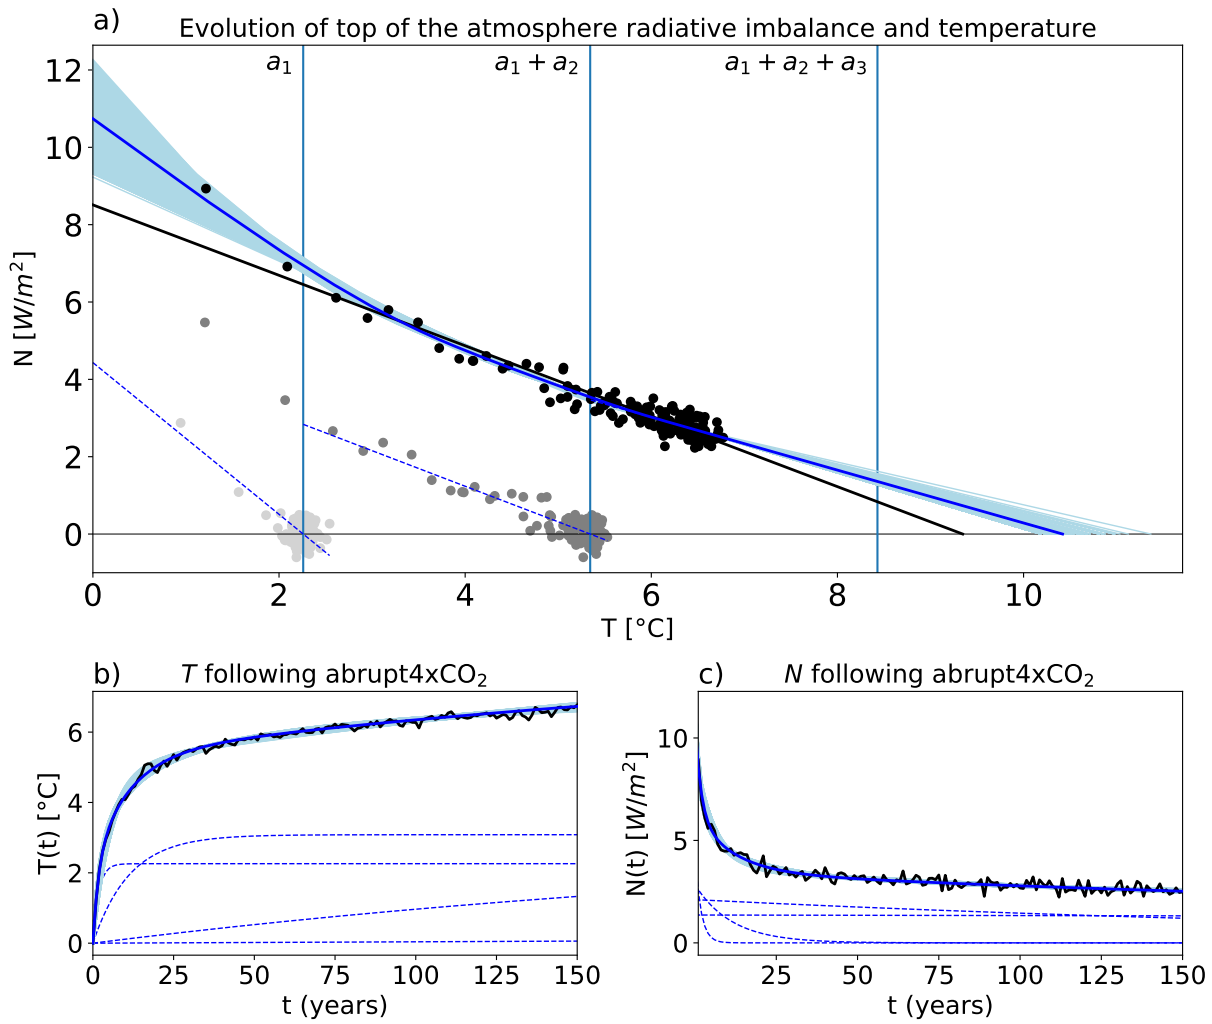 a)
Evolution of top of the atmosphere radiative imbalance and temperature
a₁ a₁ + a₂ a₁ + a₂ + a₃
12
10
8
6
4
2
0
N [W/m²]
0 2 4 6 8 10
T [°C]
b) T following abrupt4xCO₂
6
4
2
0
T(t) [°C]
0 25 50 75 100 125 150
t (years)
c) N following abrupt4xCO₂
10
5
0
N(t) [W/m²]
25 50 75 100 125 150
t (years)